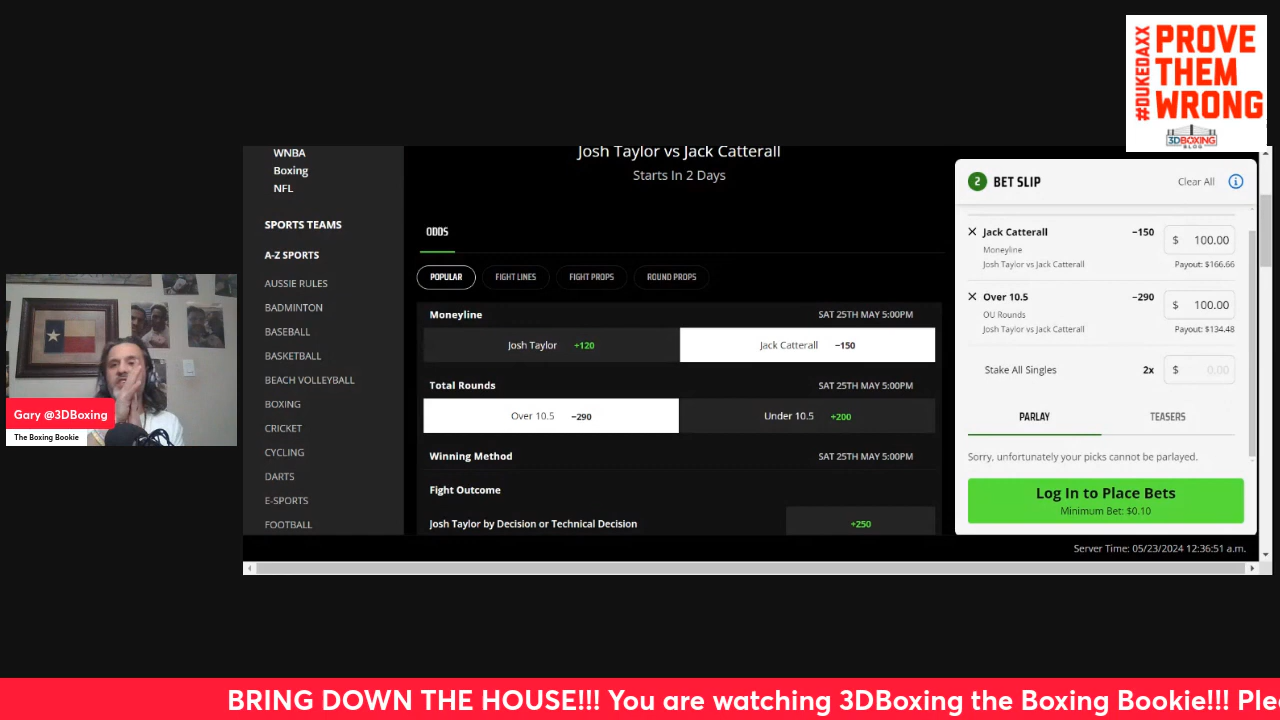 #DUKEDAXX
PROVE
THEM
WRONG
3DBOXING
BLOG
WNBA
Boxing
NFL
SPORTS TEAMS
A-Z SPORTS
AUSSIE RULES
BADMINTON
BASEBALL
BASKETBALL
BEACH VOLLEYBALL
BOXING
CRICKET
CYCLING
DARTS
E-SPORTS
FOOTBALL
Josh Taylor vs Jack Catterall
Starts In 2 Days
ODDS
POPULAR FIGHT LINES FIGHT PROPS ROUND PROPS
Moneyline SAT 25TH MAY 5:00PM
Josh Taylor +120 Jack Catterall −150
Total Rounds SAT 25TH MAY 5:00PM
Over 10.5 −290 Under 10.5 +200
Winning Method SAT 25TH MAY 5:00PM
Fight Outcome
Josh Taylor by Decision or Technical Decision +250
2 BET SLIP Clear All i
Jack Catterall −150 $ 100.00
Moneyline
Josh Taylor vs Jack Catterall Payout: $166.66
Over 10.5 −290 $ 100.00
OU Rounds
Josh Taylor vs Jack Catterall Payout: $134.48
Stake All Singles 2x $ 0.00
PARLAY TEASERS
Sorry, unfortunately your picks cannot be parlayed.
Log In to Place Bets
Minimum Bet: $0.10
Server Time: 05/23/2024 12:36:51 a.m.
Gary @3DBoxing
The Boxing Bookie
BRING DOWN THE HOUSE!!! You are watching 3DBoxing the Boxing Bookie!!! Plea